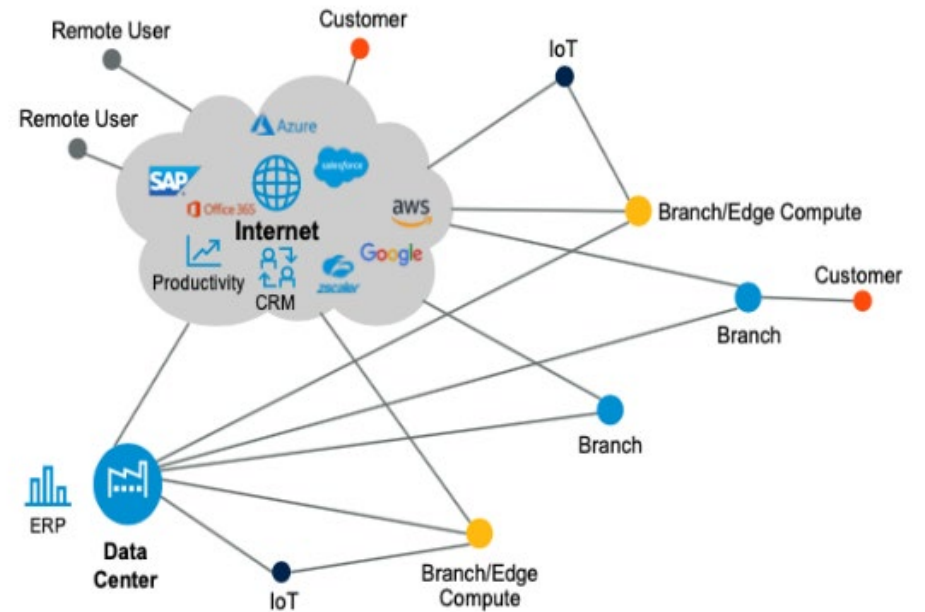 Remote User
Customer
IoT
Remote User
Azure
salesforce
SAP
Office 365
aws
Internet
Branch/Edge Compute
Google
Productivity
CRM
zscaler
Customer
Branch
Branch
ERP
Data
Center
Branch/Edge
Compute
IoT